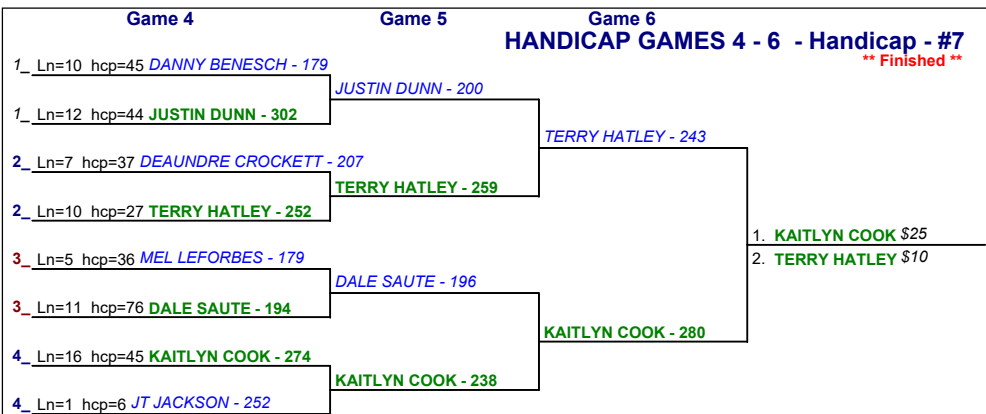 Game 4 Game 5 Game 6
HANDICAP GAMES 4 - 6 - Handicap - #7
** Finished **
1_ Ln=10 hcp=45 DANNY BENESCH - 179
JUSTIN DUNN - 200
1_ Ln=12 hcp=44 JUSTIN DUNN - 302
TERRY HATLEY - 243
2_ Ln=7 hcp=37 DEAUNDRE CROCKETT - 207
TERRY HATLEY - 259
2_ Ln=10 hcp=27 TERRY HATLEY - 252
1. KAITLYN COOK $25
2. TERRY HATLEY $10
3_ Ln=5 hcp=36 MEL LEFORBES - 179
DALE SAUTE - 196
3_ Ln=11 hcp=76 DALE SAUTE - 194
KAITLYN COOK - 280
4_ Ln=16 hcp=45 KAITLYN COOK - 274
KAITLYN COOK - 238
4_ Ln=1 hcp=6 JT JACKSON - 252